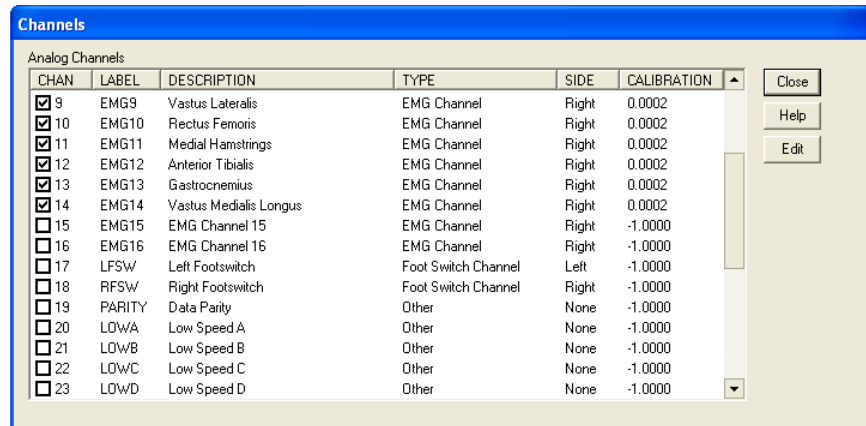 Channels
Analog Channels
CHAN LABEL DESCRIPTION TYPE SIDE CALIBRATION
9 EMG9 Vastus Lateralis EMG Channel Right 0.0002
10 EMG10 Rectus Femoris EMG Channel Right 0.0002
11 EMG11 Medial Hamstrings EMG Channel Right 0.0002
12 EMG12 Anterior Tibialis EMG Channel Right 0.0002
13 EMG13 Gastrocnemius EMG Channel Right 0.0002
14 EMG14 Vastus Medialis Longus EMG Channel Right 0.0002
15 EMG15 EMG Channel 15 EMG Channel Right -1.0000
16 EMG16 EMG Channel 16 EMG Channel Right -1.0000
17 LFSW Left Footswitch Foot Switch Channel Left -1.0000
18 RFSW Right Footswitch Foot Switch Channel Right -1.0000
19 PARITY Data Parity Other None -1.0000
20 LOWA Low Speed A Other None -1.0000
21 LOWB Low Speed B Other None -1.0000
22 LOWC Low Speed C Other None -1.0000
23 LOWD Low Speed D Other None -1.0000
Close
Help
Edit